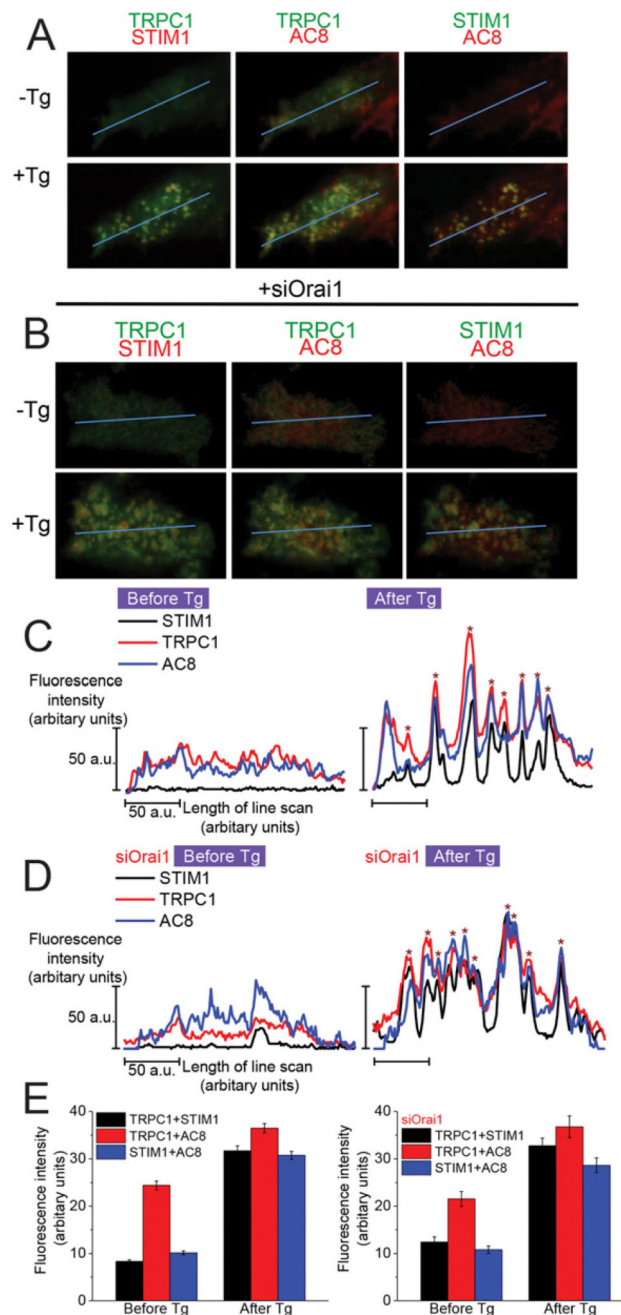 A
TRPC1 TRPC1 STIM1
STIM1 AC8 AC8
-Tg
+Tg
+siOrai1
B
TRPC1 TRPC1 STIM1
STIM1 AC8 AC8
-Tg
+Tg
Before Tg After Tg
C
STIM1
TRPC1
AC8
Fluorescence
intensity
(arbitary units)
* * * * * * * * *
50 a.u.
50 a.u. Length of line scan
(arbitary units)
siOrai1 Before Tg siOrai1 After Tg
D
STIM1
TRPC1
AC8
Fluorescence
intensity
(arbitary units)
* * * * * * * * * *
50 a.u.
50 a.u. Length of line scan
(arbitary units)
E
Fluorescence intensity
(arbitary units)
40
30
20
10
0
TRPC1+STIM1
TRPC1+AC8
STIM1+AC8
Before Tg After Tg
Fluorescence intensity
(arbitary units)
40
30
20
10
0
siOrai1
TRPC1+STIM1
TRPC1+AC8
STIM1+AC8
Before Tg After Tg